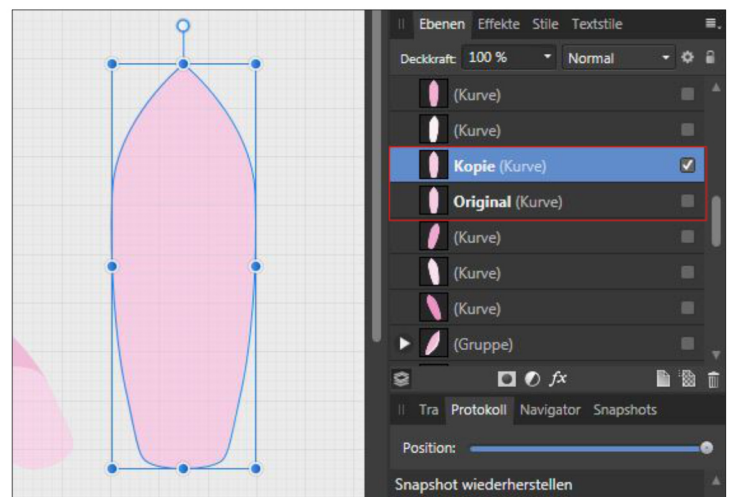 Ebenen Effekte Stile Textstile
Deckkraft: 100 % Normal
(Kurve)
(Kurve)
Kopie (Kurve)
Original (Kurve)
(Kurve)
(Kurve)
(Kurve)
(Gruppe)
fx
Tra Protokoll Navigator Snapshots
Position:
Snapshot wiederherstellen